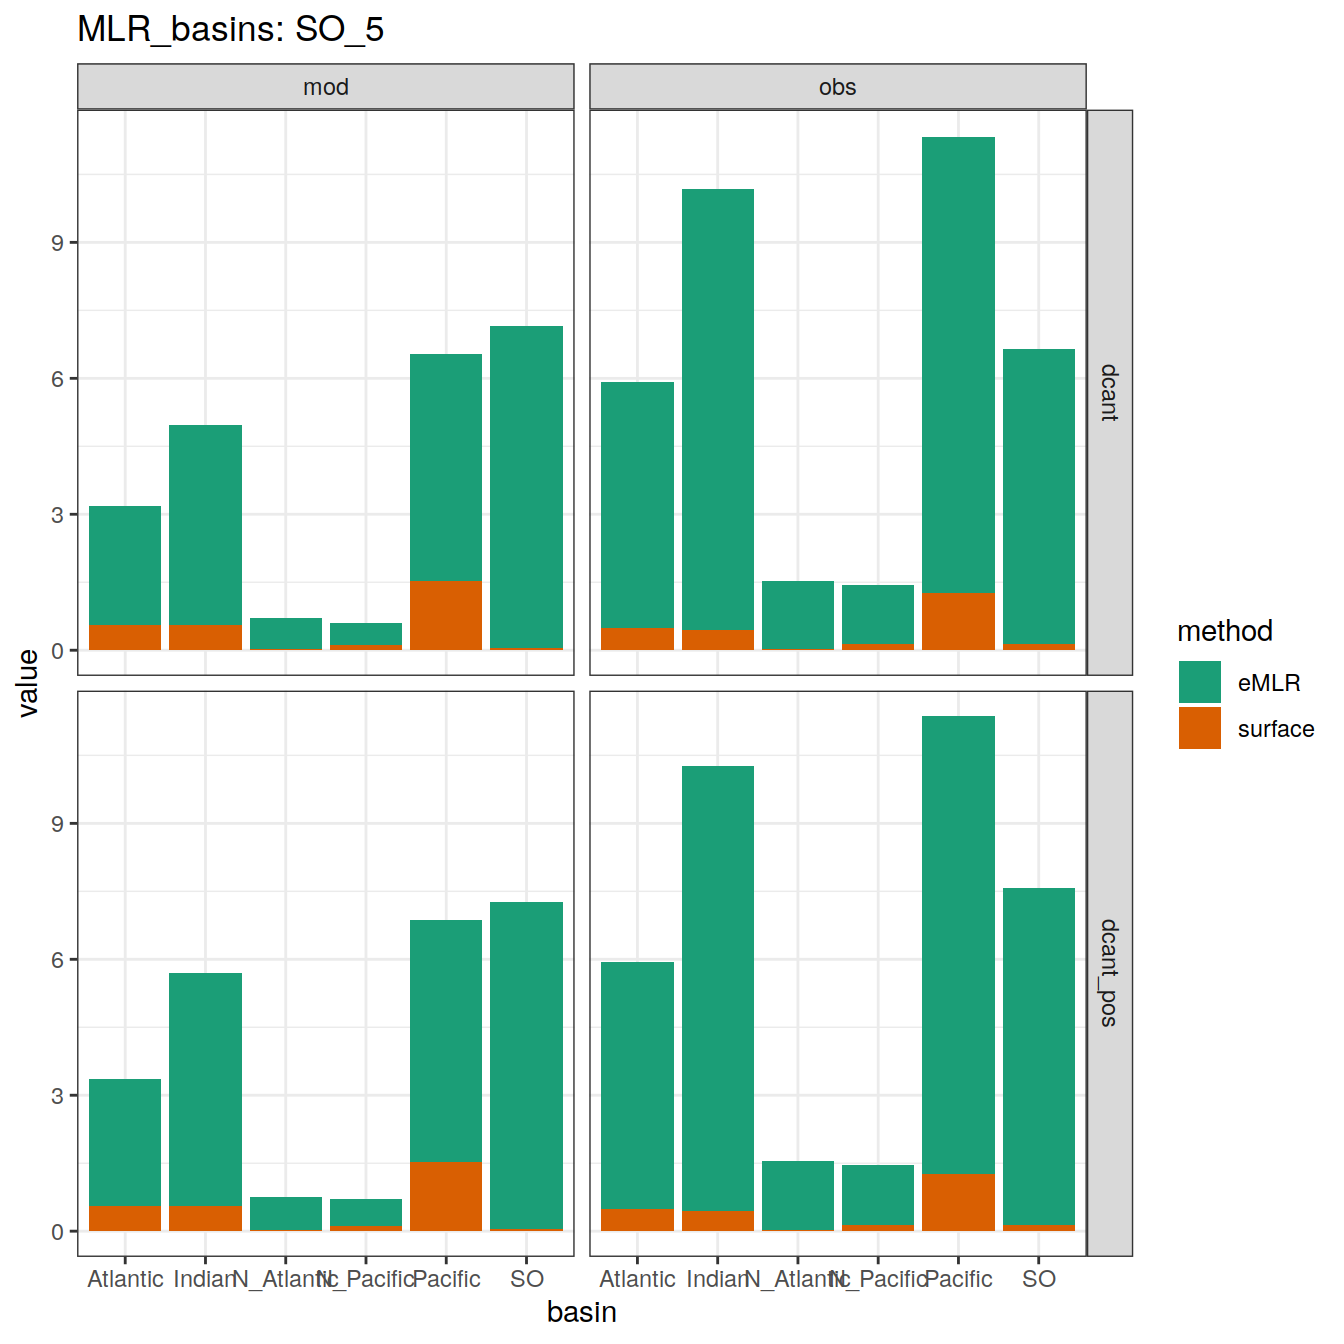 MLR_basins: SO_5
mod
obs
9
6
3
0
dcant
9
6
3
0
dcant_pos
value
Atlantic Indian N_Atlantic N_Pacific Pacific SO
Atlantic Indian N_Atlantic N_Pacific Pacific SO
basin
method
eMLR
surface